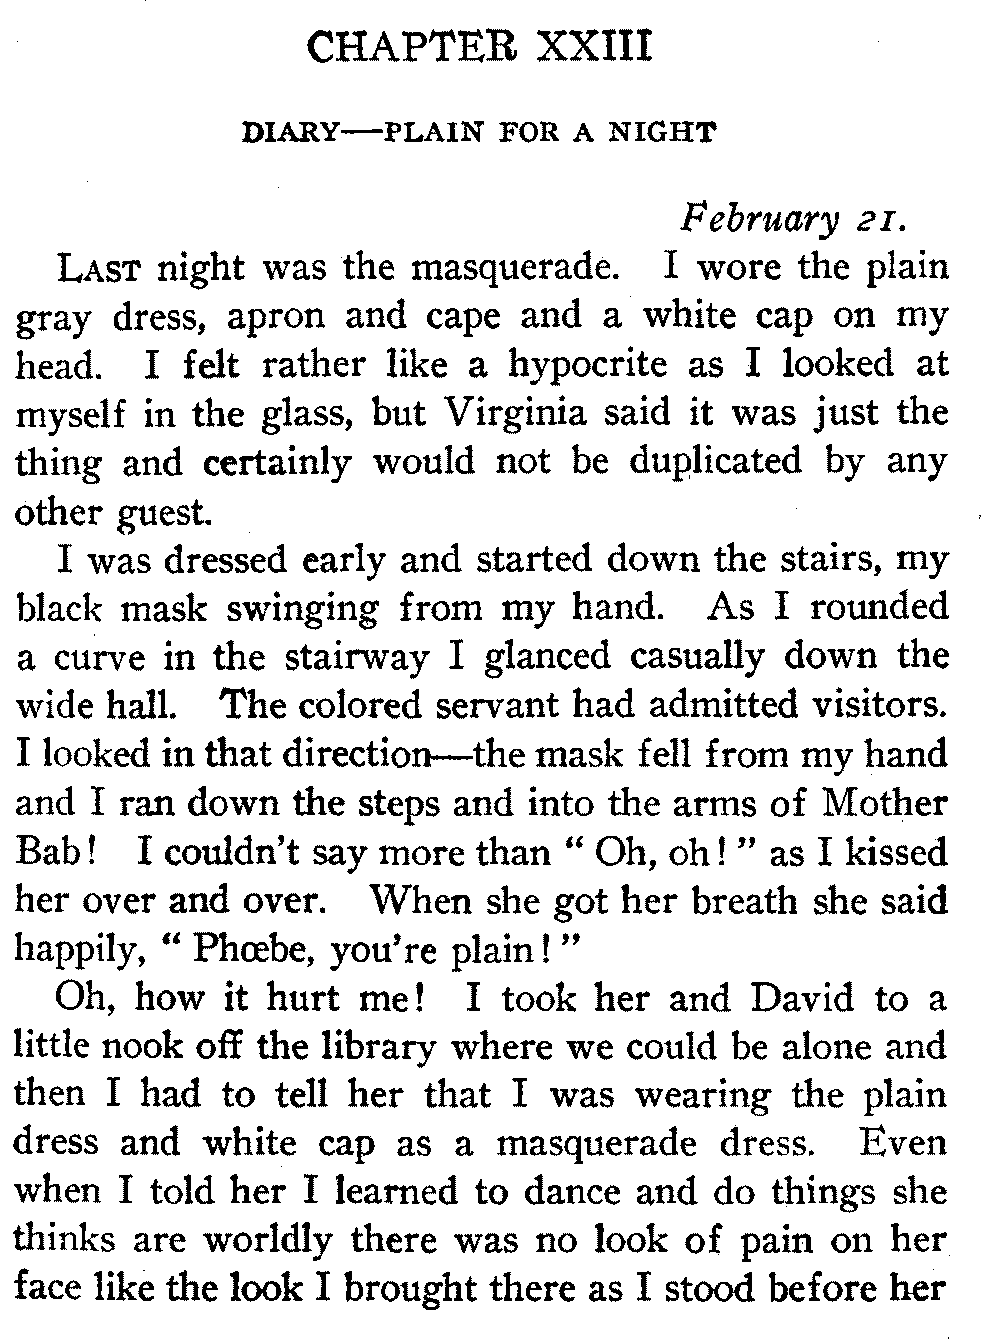 CHAPTER XXIII
DIARY—PLAIN FOR A NIGHT
February 21.
LAST night was the masquerade. I wore the plain
gray dress, apron and cape and a white cap on my
head. I felt rather like a hypocrite as I looked at
myself in the glass, but Virginia said it was just the
thing and certainly would not be duplicated by any
other guest.
I was dressed early and started down the stairs, my
black mask swinging from my hand. As I rounded
a curve in the stairway I glanced casually down the
wide hall. The colored servant had admitted visitors.
I looked in that direction—the mask fell from my hand
and I ran down the steps and into the arms of Mother
Bab! I couldn't say more than " Oh, oh! " as I kissed
her over and over. When she got her breath she said
happily, " Phœbe, you're plain! "
Oh, how it hurt me! I took her and David to a
little nook off the library where we could be alone and
then I had to tell her that I was wearing the plain
dress and white cap as a masquerade dress. Even
when I told her I learned to dance and do things she
thinks are worldly there was no look of pain on her
face like the look I brought there as I stood before her